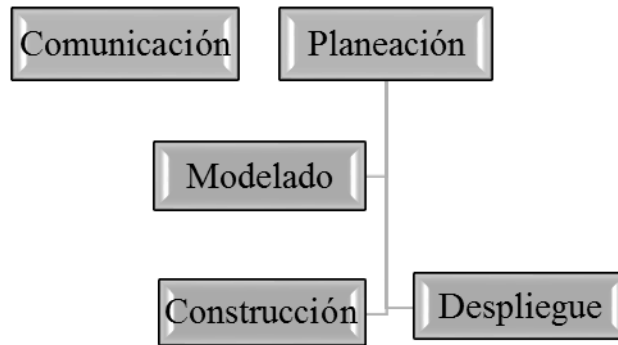 Comunicación
Planeación
Modelado
Construcción
Despliegue